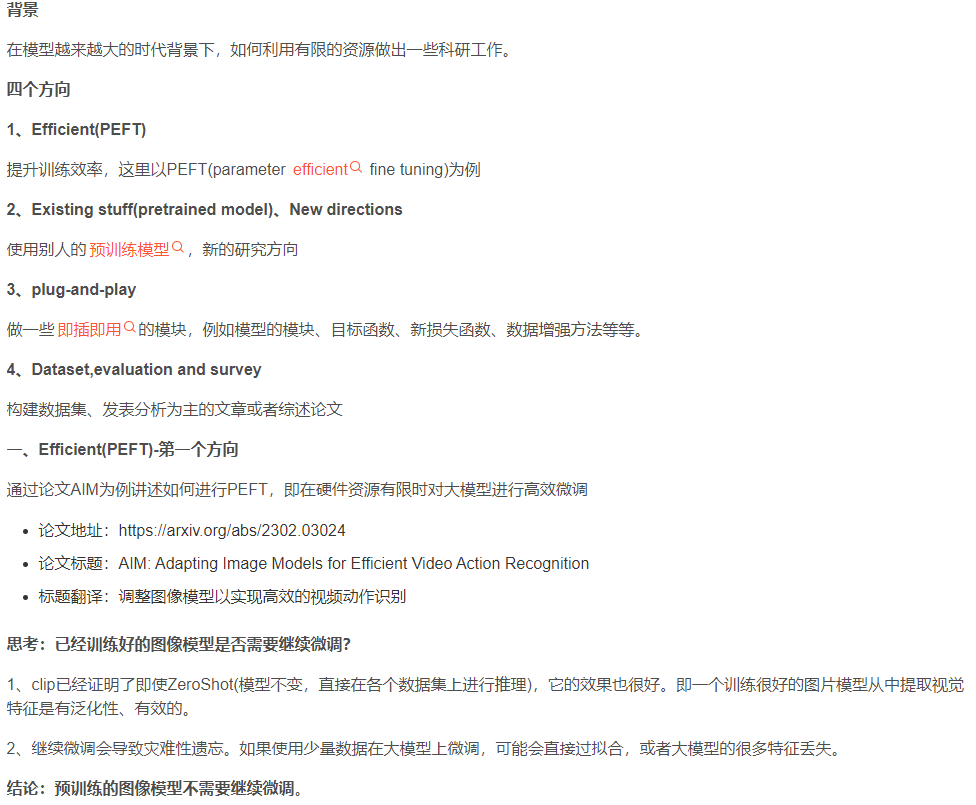 背景
在模型越来越大的时代背景下，如何利用有限的资源做出一些科研工作。
四个方向
1、Efficient(PEFT)
提升训练效率，这里以PEFT(parameter efficient fine tuning)为例
2、Existing stuff(pretrained model)、New directions
使用别人的预训练模型，新的研究方向
3、plug-and-play
做一些即插即用的模块，例如模型的模块、目标函数、新损失函数、数据增强方法等等。
4、Dataset,evaluation and survey
构建数据集、发表分析为主的文章或者综述论文
一、Efficient(PEFT)-第一个方向
通过论文AIM为例讲述如何进行PEFT，即在硬件资源有限时对大模型进行高效微调
• 论文地址：https://arxiv.org/abs/2302.03024
• 论文标题：AIM: Adapting Image Models for Efficient Video Action Recognition
• 标题翻译：调整图像模型以实现高效的视频动作识别
思考：已经训练好的图像模型是否需要继续微调？
1、clip已经证明了即使ZeroShot(模型不变，直接在各个数据集上进行推理)，它的效果也很好。即一个训练很好的图片模型从中提取视觉
特征是有泛化性、有效的。
2、继续微调会导致灾难性遗忘。如果使用少量数据在大模型上微调，可能会直接过拟合，或者大模型的很多特征丢失。
结论：预训练的图像模型不需要继续微调。